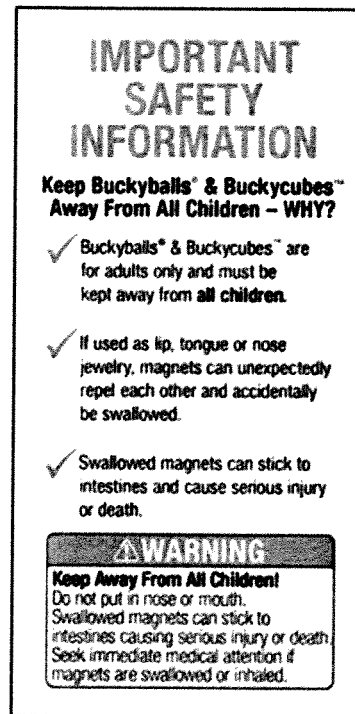 IMPORTANT
SAFETY
INFORMATION
Keep Buckyballs® & Buckycubes™
Away From All Children – WHY?
✓ Buckyballs® & Buckycubes™ are
for adults only and must be
kept away from all children.
✓ If used as lip, tongue or nose
jewelry, magnets can unexpectedly
repel each other and accidentally
be swallowed.
✓ Swallowed magnets can stick to
intestines and cause serious injury
or death.
⚠WARNING
Keep Away From All Children!
Do not put in nose or mouth.
Swallowed magnets can stick to
intestines causing serious injury or death.
Seek immediate medical attention if
magnets are swallowed or inhaled.